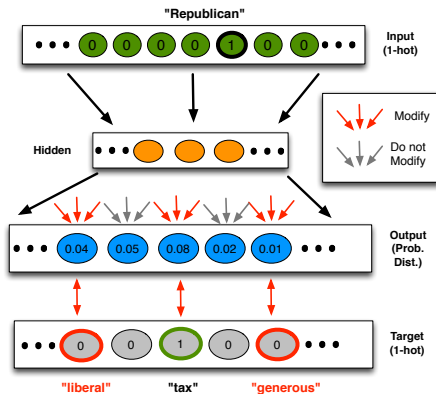 "Republican"
0 0 0 0 1 0 0
Input
(1-hot)
Hidden
Modify
Do not
Modify
0.04 0.05 0.08 0.02 0.01
Output
(Prob.
Dist.)
0 0 1 0 0
Target
(1-hot)
"liberal" "tax" "generous"